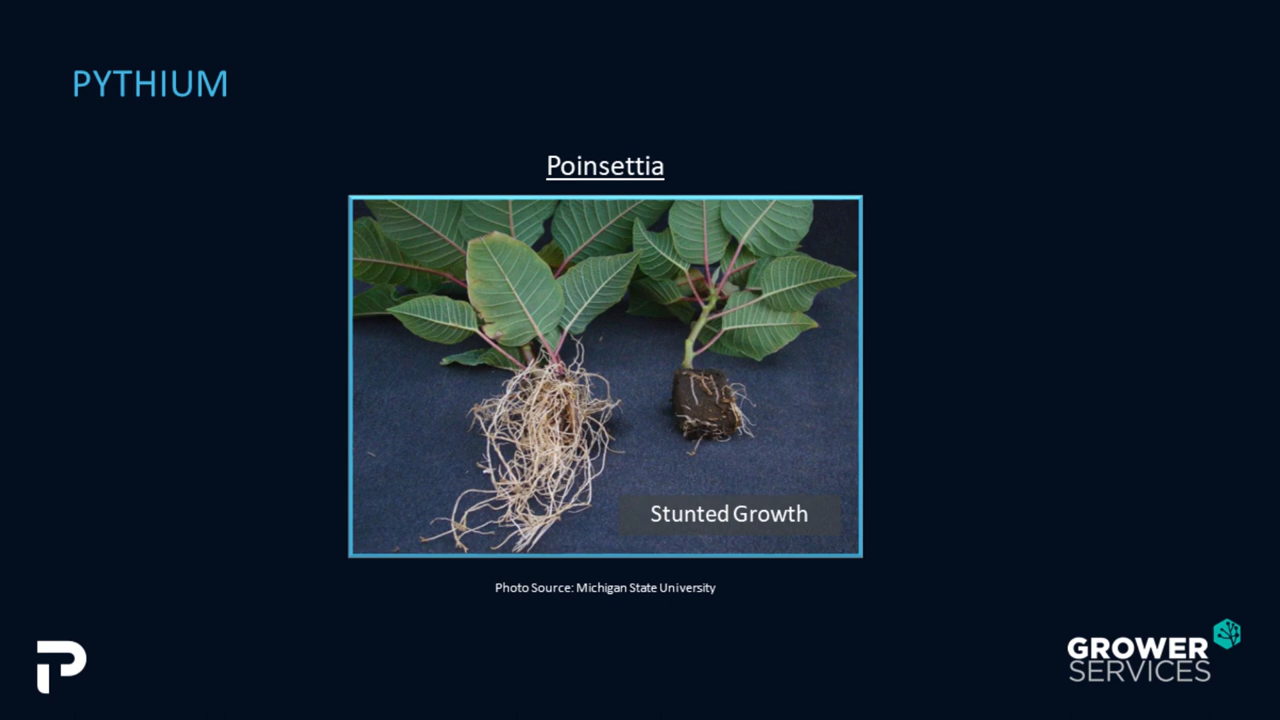 PYTHIUM
Poinsettia
Stunted Growth
Photo Source: Michigan State University
P
GROWER
SERVICES